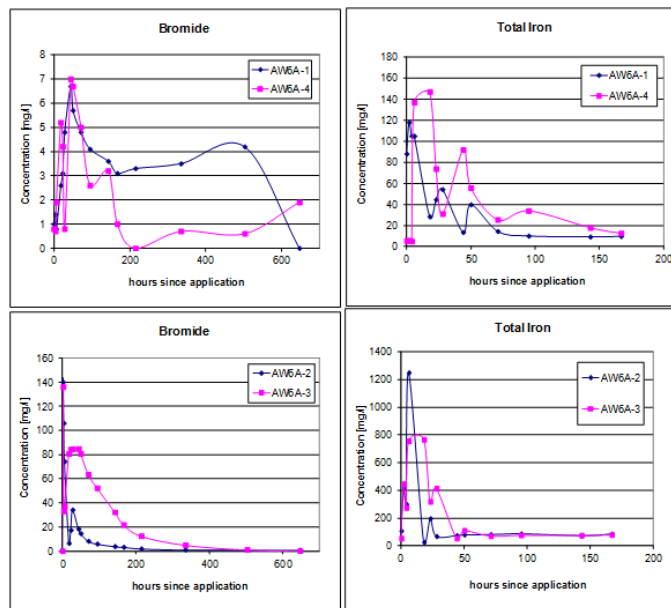 Bromide
Concentration [mg/l]
8
7
6
5
4
3
2
1
0
0
200
400
600
hours since application
AW6A-1
AW6A-4
Total Iron
Concentration [mg/l]
180
160
140
120
100
80
60
40
20
0
0
50
100
150
200
hours since application
AW6A-1
AW6A-4
Bromide
Concentration [mg/l]
160
140
120
100
80
60
40
20
0
0
200
400
600
hours since application
AW6A-2
AW6A-3
Total Iron
Concentration [mg/l]
1400
1200
1000
800
600
400
200
0
0
50
100
150
200
hours since application
AW6A-2
AW6A-3